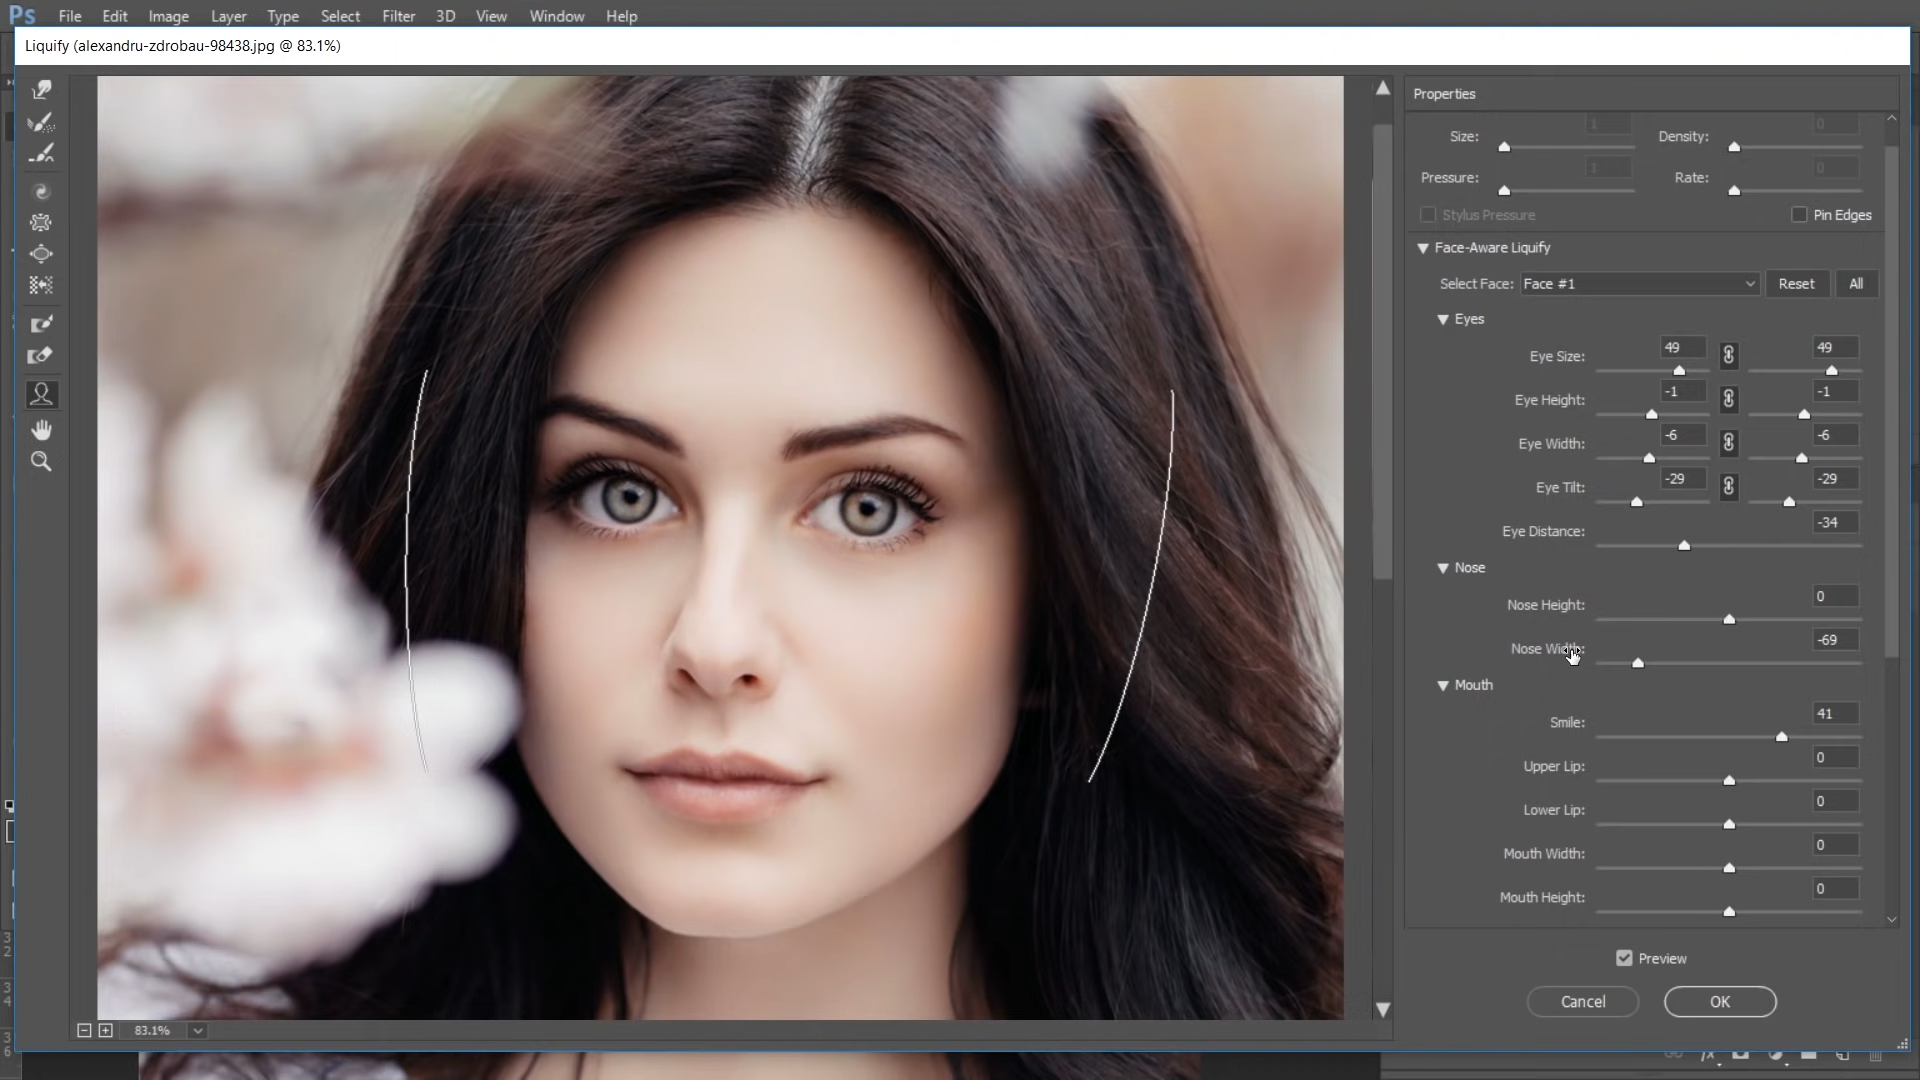 Ps File Edit Image Layer Type Select Filter 3D View Window Help
Liquify (alexandru-zdrobau-98438.jpg @ 83.1%)
Properties
1 0
Size: Density:
1 0
Pressure: Rate:
Stylus Pressure Pin Edges
Face-Aware Liquify
Select Face: Face #1 Reset All
Eyes
Eye Size: 49 49
Eye Height: -1 -1
Eye Width: -6 -6
Eye Tilt: -29 -29
Eye Distance: -34
Nose
Nose Height: 0
Nose Width: -69
Mouth
Smile: 41
Upper Lip: 0
Lower Lip: 0
Mouth Width: 0
Mouth Height: 0
Preview
Cancel OK
83.1%